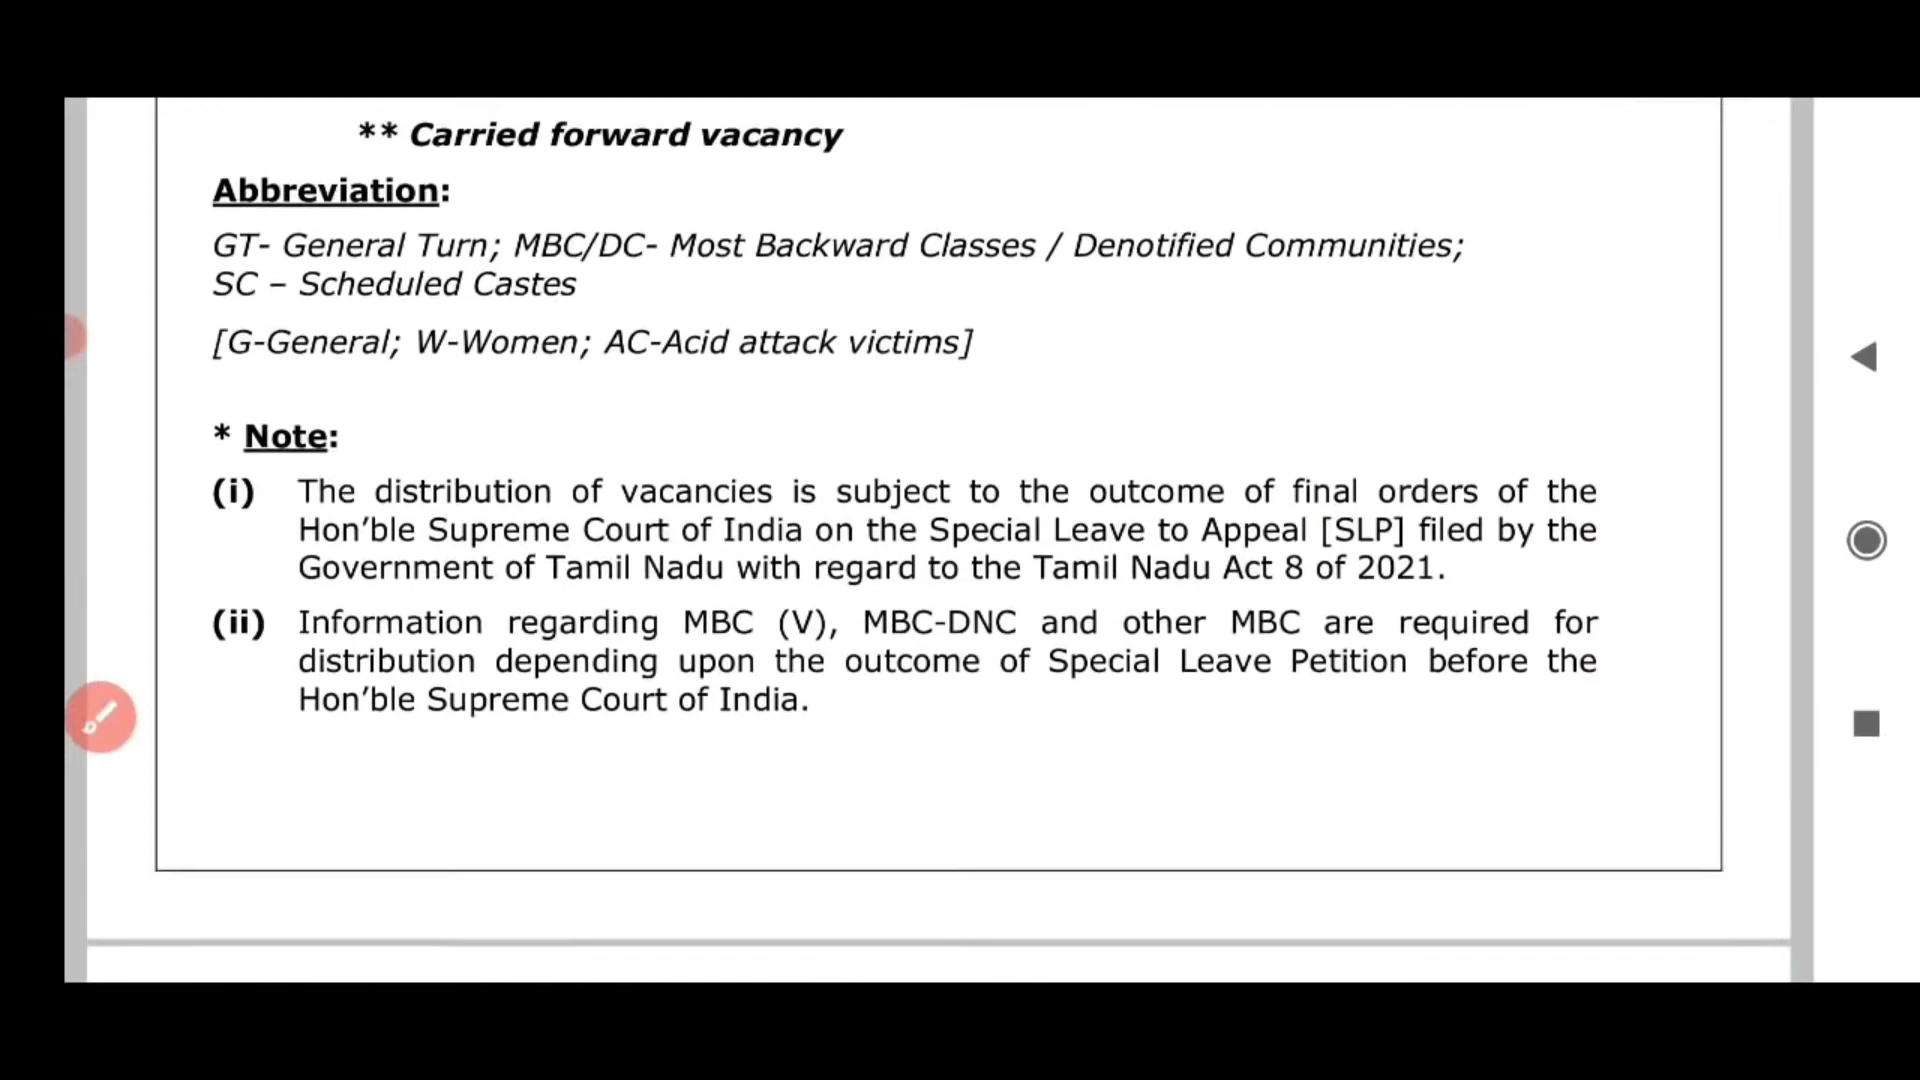 ** Carried forward vacancy
Abbreviation:
GT- General Turn; MBC/DC- Most Backward Classes / Denotified Communities;
SC – Scheduled Castes
[G-General; W-Women; AC-Acid attack victims]
* Note:
(i) The distribution of vacancies is subject to the outcome of final orders of the
Hon’ble Supreme Court of India on the Special Leave to Appeal [SLP] filed by the
Government of Tamil Nadu with regard to the Tamil Nadu Act 8 of 2021.
(ii) Information regarding MBC (V), MBC-DNC and other MBC are required for
distribution depending upon the outcome of Special Leave Petition before the
Hon’ble Supreme Court of India.